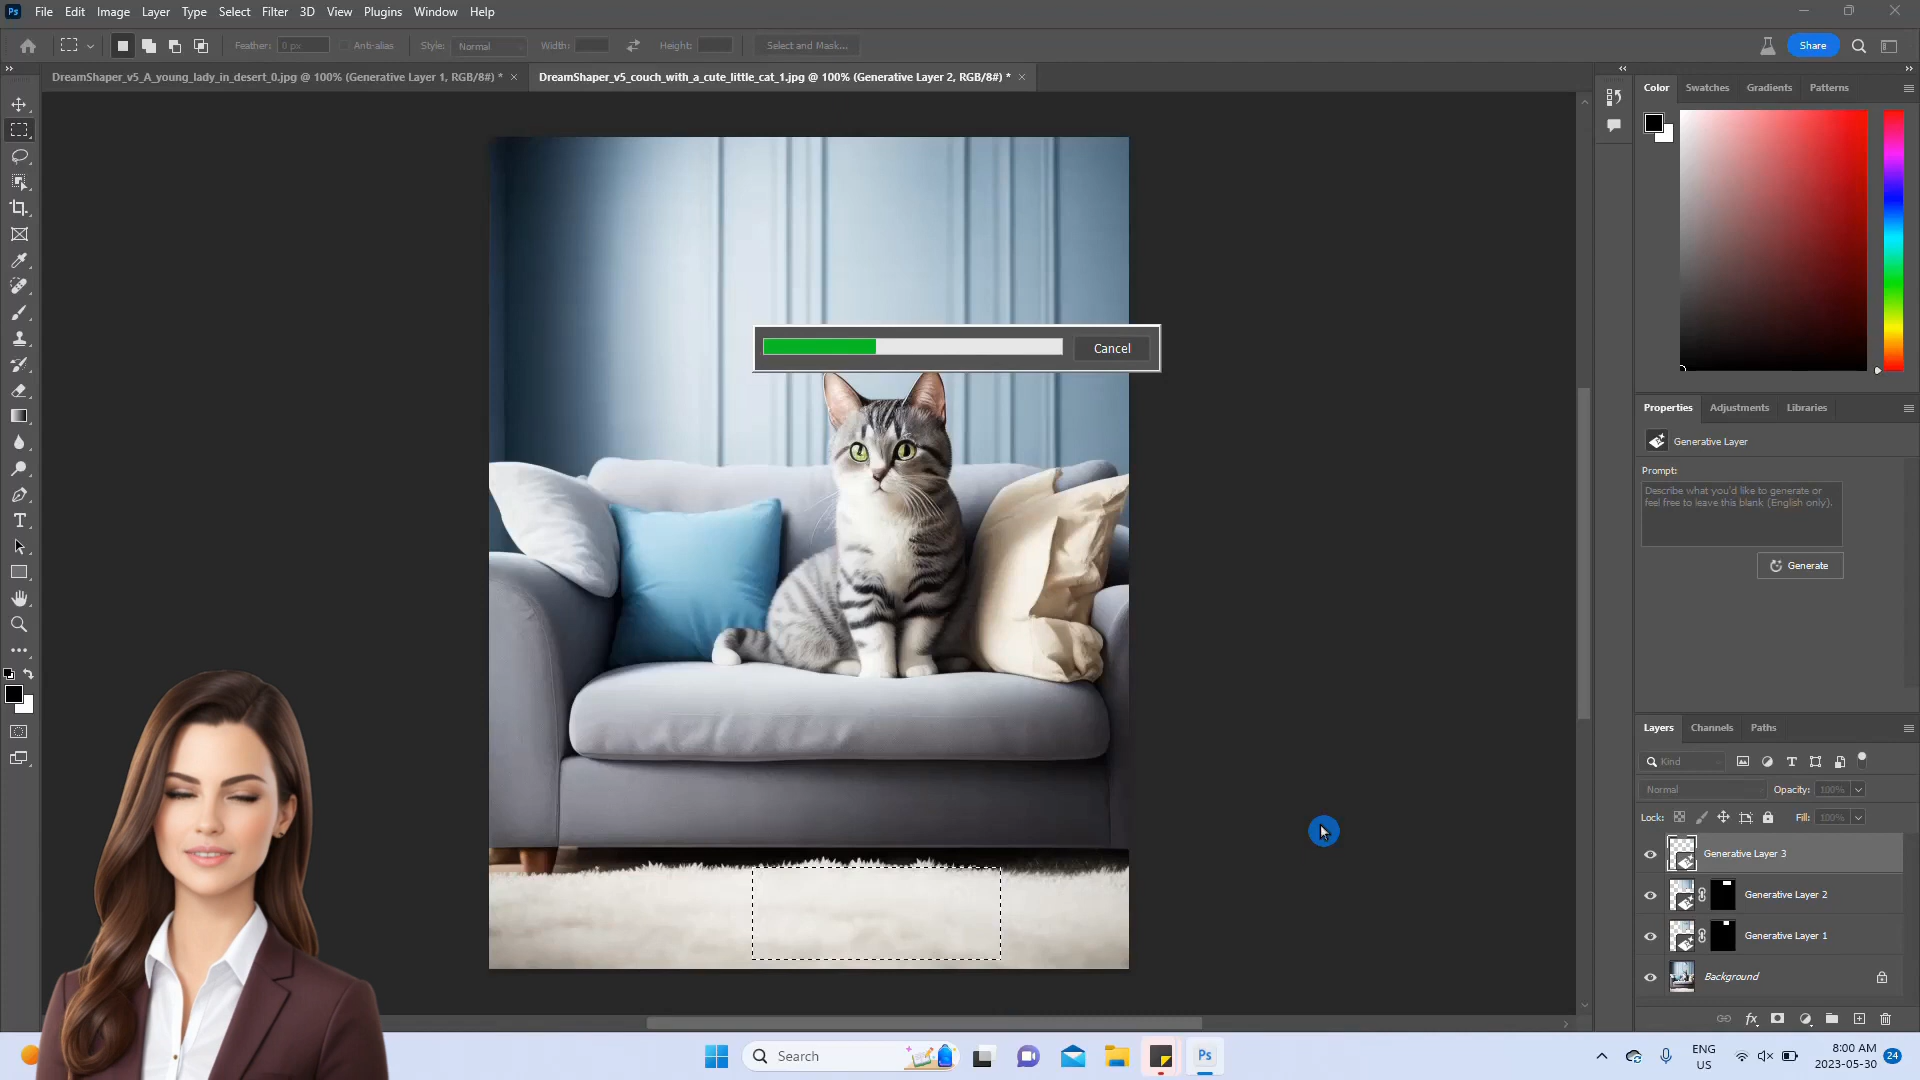 Ps File Edit Image Layer Type Select Filter 3D View Plugins Window Help
Feather: 0 px Anti-alias Style: Normal Width: Height: Select and Mask... Share
DreamShaper_v5_A_young_lady_in_desert_0.jpg @ 100% (Generative Layer 1, RGB/8#) * × DreamShaper_v5_couch_with_a_cute_little_cat_1.jpg @ 100% (Generative Layer 2, RGB/8#) * ×
Color Swatches Gradients Patterns
Cancel
Properties Adjustments Libraries
Generative Layer
Prompt:
Describe what you'd like to generate or
feel free to leave this blank (English only).
Generate
Layers Channels Paths
Kind
Normal Opacity: 100%
Lock: Fill: 100%
Generative Layer 3
Generative Layer 2
Generative Layer 1
Background
fx
Search
Ps
ENG
US
8:00 AM
2023-05-30
24